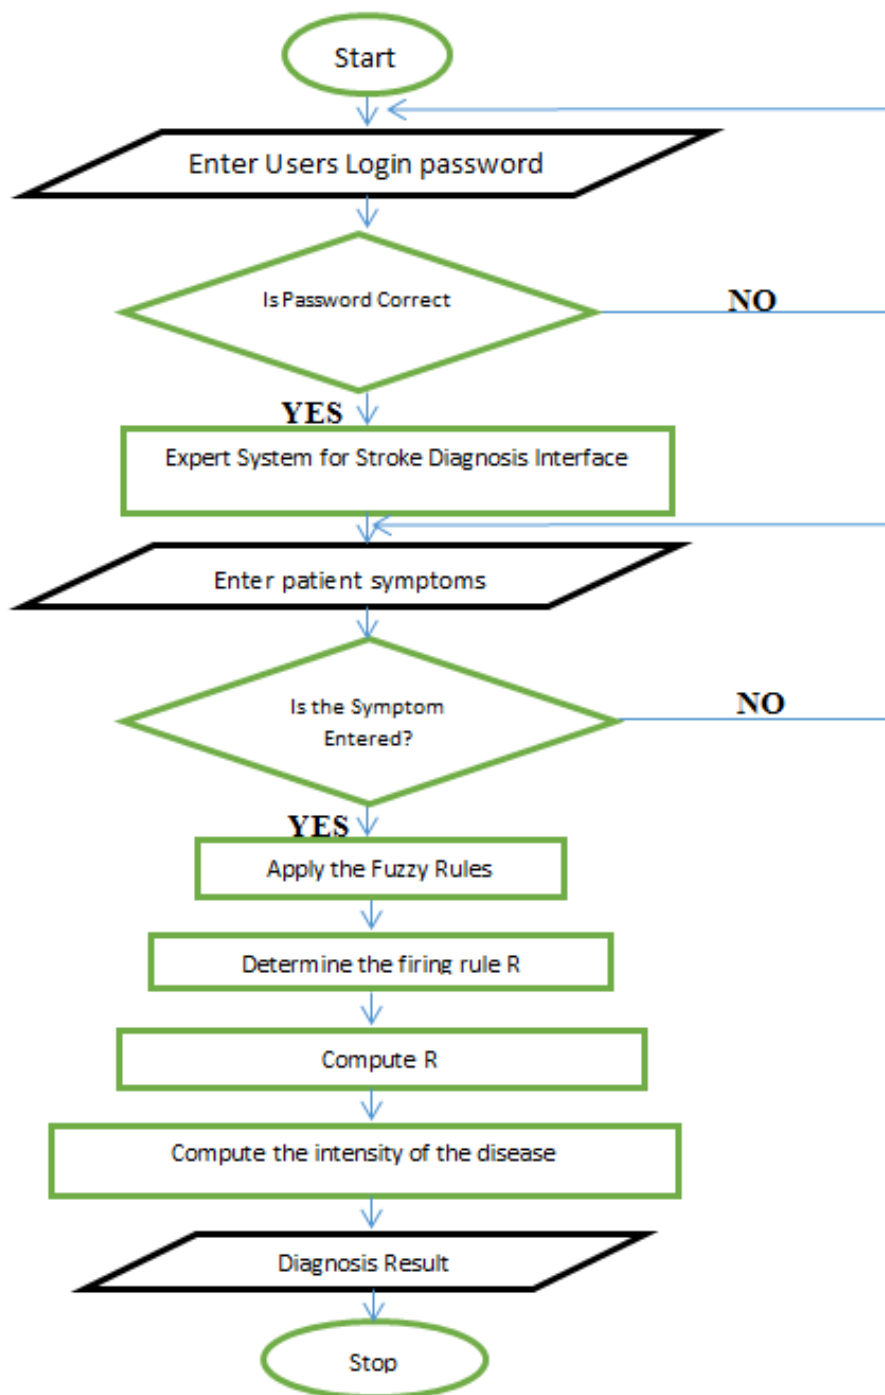 Start
Enter Users Login password
Is Password Correct
NO
YES
Expert System for Stroke Diagnosis Interface
Enter patient symptoms
Is the Symptom
Entered?
NO
YES
Apply the Fuzzy Rules
Determine the firing rule R
Compute R
Compute the intensity of the disease
Diagnosis Result
Stop